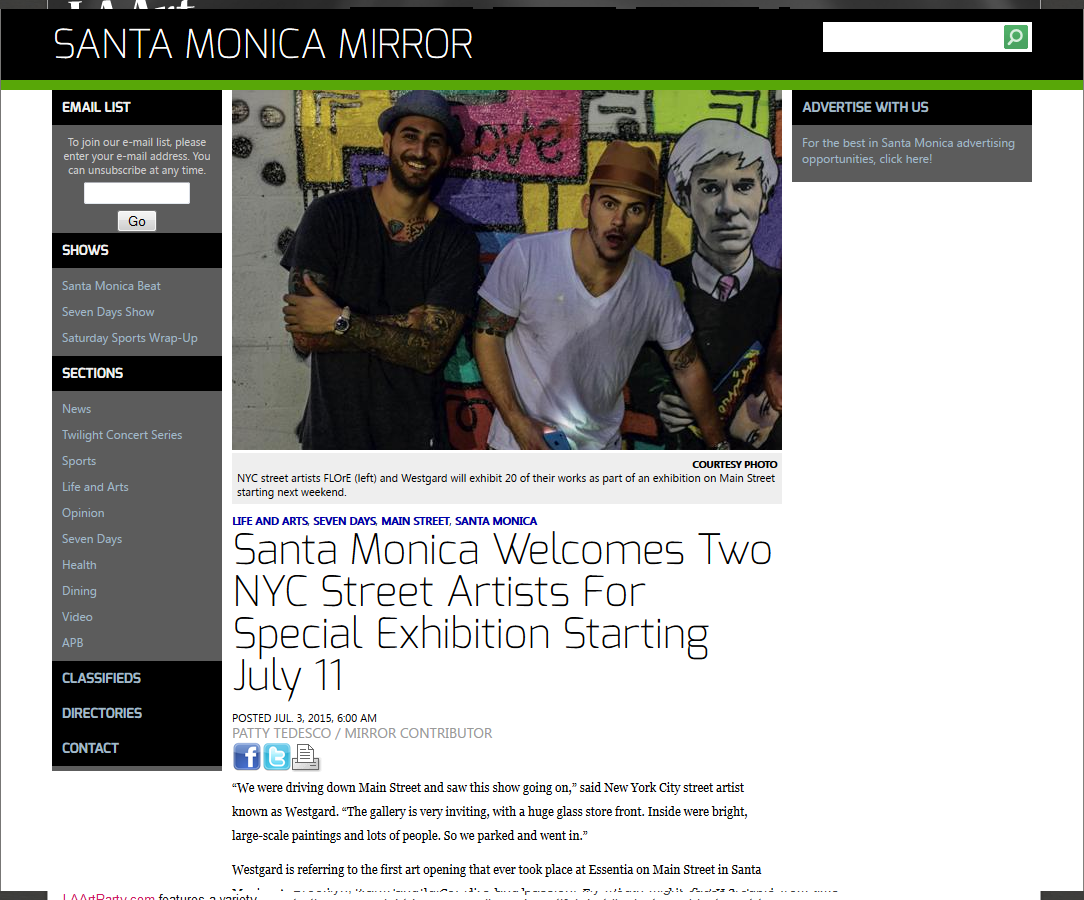 SANTA MONICA MIRROR
EMAIL LIST
To join our e-mail list, please
enter your e-mail address. You
can unsubscribe at any time.
Go
SHOWS
Santa Monica Beat
Seven Days Show
Saturday Sports Wrap-Up
SECTIONS
News
Twilight Concert Series
Sports
Life and Arts
Opinion
Seven Days
Health
Dining
Video
APB
CLASSIFIEDS
DIRECTORIES
CONTACT
Love
COURTESY PHOTO
NYC street artists FLOrE (left) and Westgard will exhibit 20 of their works as part of an exhibition on Main Street
starting next weekend.
LIFE AND ARTS, SEVEN DAYS, MAIN STREET, SANTA MONICA
Santa Monica Welcomes Two
NYC Street Artists For
Special Exhibition Starting
July 11
POSTED JUL. 3, 2015, 6:00 AM
PATTY TEDESCO / MIRROR CONTRIBUTOR
“We were driving down Main Street and saw this show going on,” said New York City street artist
known as Westgard. “The gallery is very inviting, with a huge glass store front. Inside were bright,
large-scale paintings and lots of people. So we parked and went in.”
Westgard is referring to the first art opening that ever took place at Essentia on Main Street in Santa
ADVERTISE WITH US
For the best in Santa Monica advertising
opportunities, click here!
LAArtParty.com features a variety